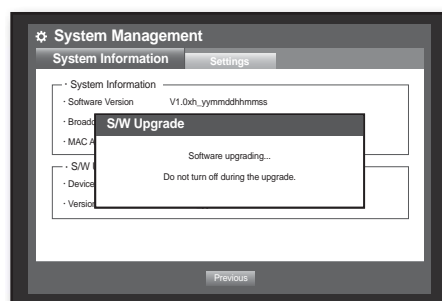 System Management
System Information Settings
· System Information
· Software Version V1.0xh_yymmddhhmmss
· Broadc
S/W Upgrade
· MAC A
Software upgrading...
· S/W U
Do not turn off during the upgrade.
· Device
· Version
Previous